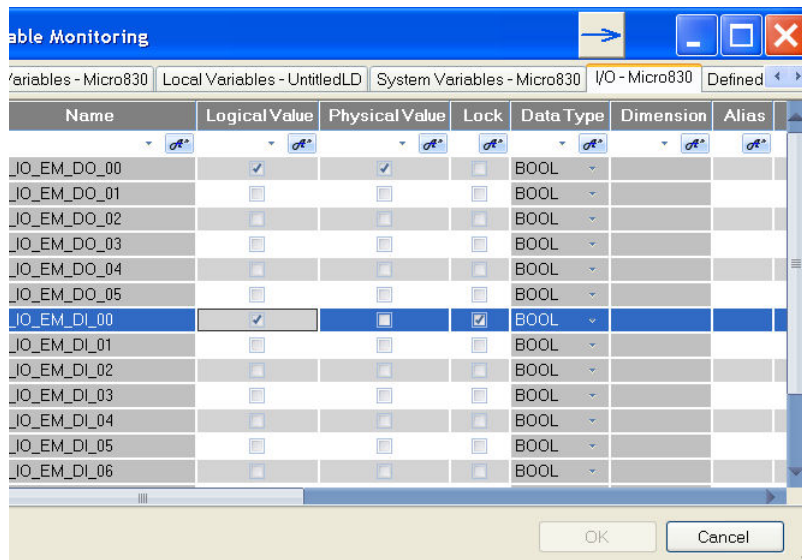 able Monitoring
Variables - Micro830 Local Variables - UntitledLD System Variables - Micro830 I/O - Micro830 Defined
Name Logical Value Physical Value Lock Data Type Dimension Alias
_IO_EM_DO_00 BOOL
_IO_EM_DO_01 BOOL
_IO_EM_DO_02 BOOL
_IO_EM_DO_03 BOOL
_IO_EM_DO_04 BOOL
_IO_EM_DO_05 BOOL
_IO_EM_DI_00 BOOL
_IO_EM_DI_01 BOOL
_IO_EM_DI_02 BOOL
_IO_EM_DI_03 BOOL
_IO_EM_DI_04 BOOL
_IO_EM_DI_05 BOOL
_IO_EM_DI_06 BOOL
OK Cancel